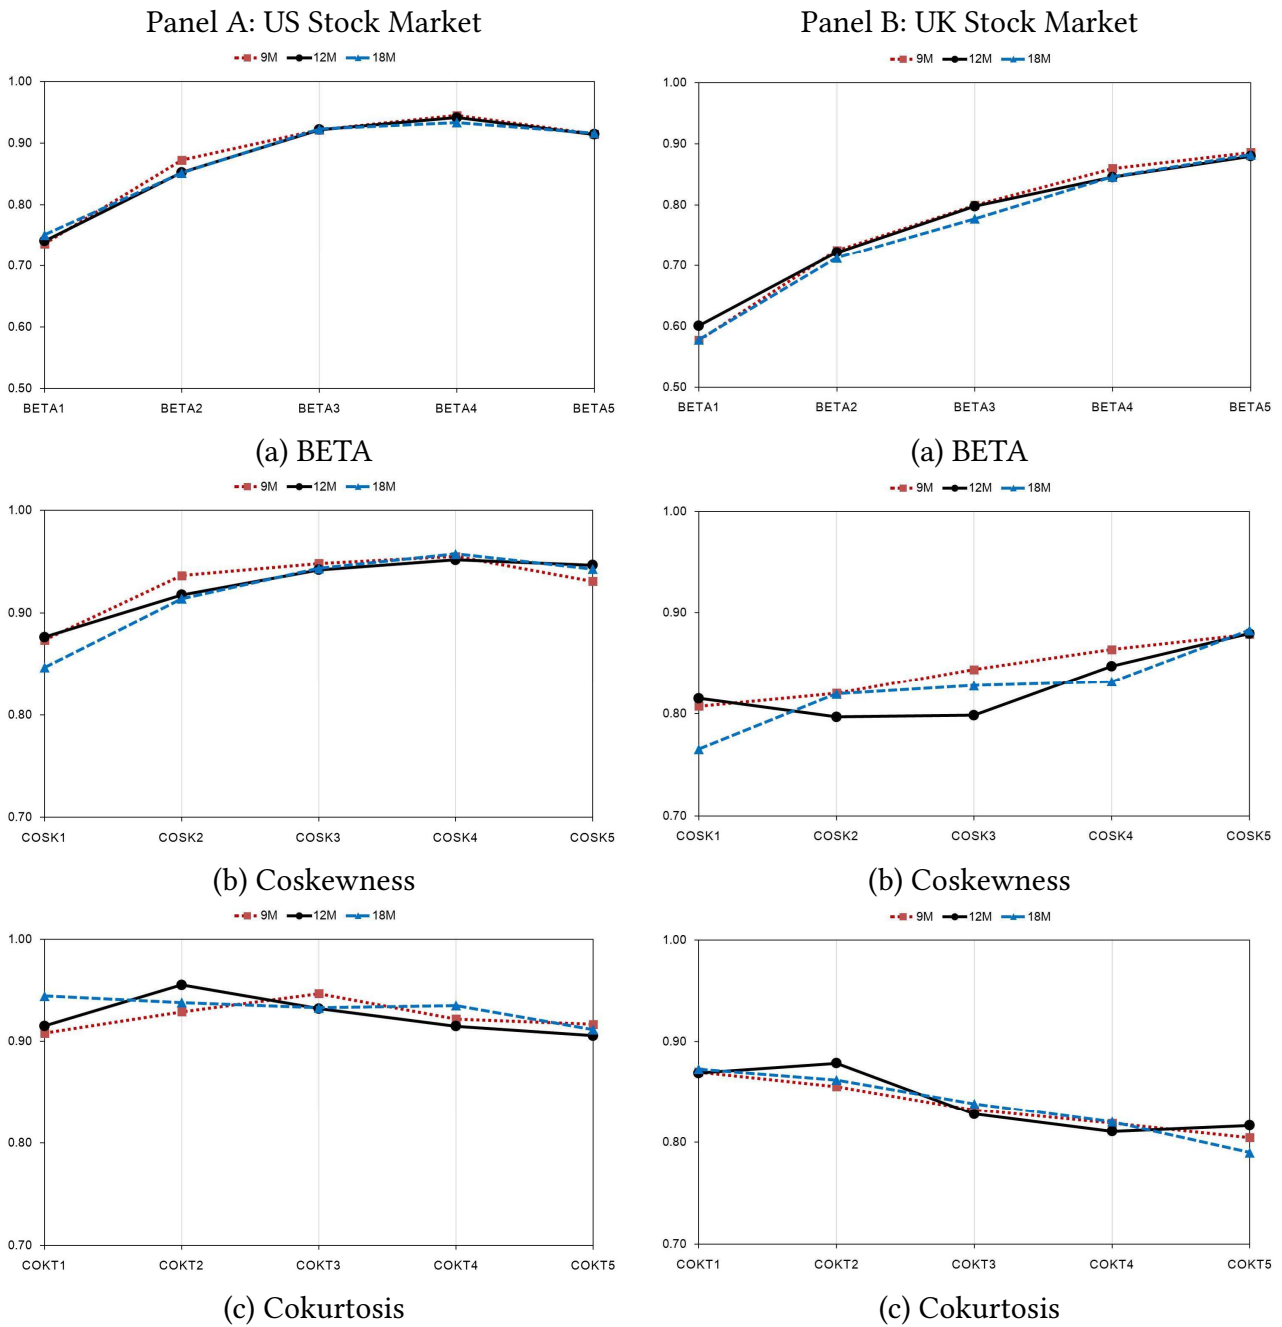 Panel A: US Stock Market
9M 12M 18M
1.00
0.90
0.80
0.70
0.60
0.50
BETA1 BETA2 BETA3 BETA4 BETA5
(a) BETA
9M 12M 18M
1.00
0.90
0.80
0.70
COSK1 COSK2 COSK3 COSK4 COSK5
(b) Coskewness
9M 12M 18M
1.00
0.90
0.80
0.70
COKT1 COKT2 COKT3 COKT4 COKT5
(c) Cokurtosis
Panel B: UK Stock Market
9M 12M 18M
1.00
0.90
0.80
0.70
0.60
0.50
BETA1 BETA2 BETA3 BETA4 BETA5
(a) BETA
9M 12M 18M
1.00
0.90
0.80
0.70
COSK1 COSK2 COSK3 COSK4 COSK5
(b) Coskewness
9M 12M 18M
1.00
0.90
0.80
0.70
COKT1 COKT2 COKT3 COKT4 COKT5
(c) Cokurtosis